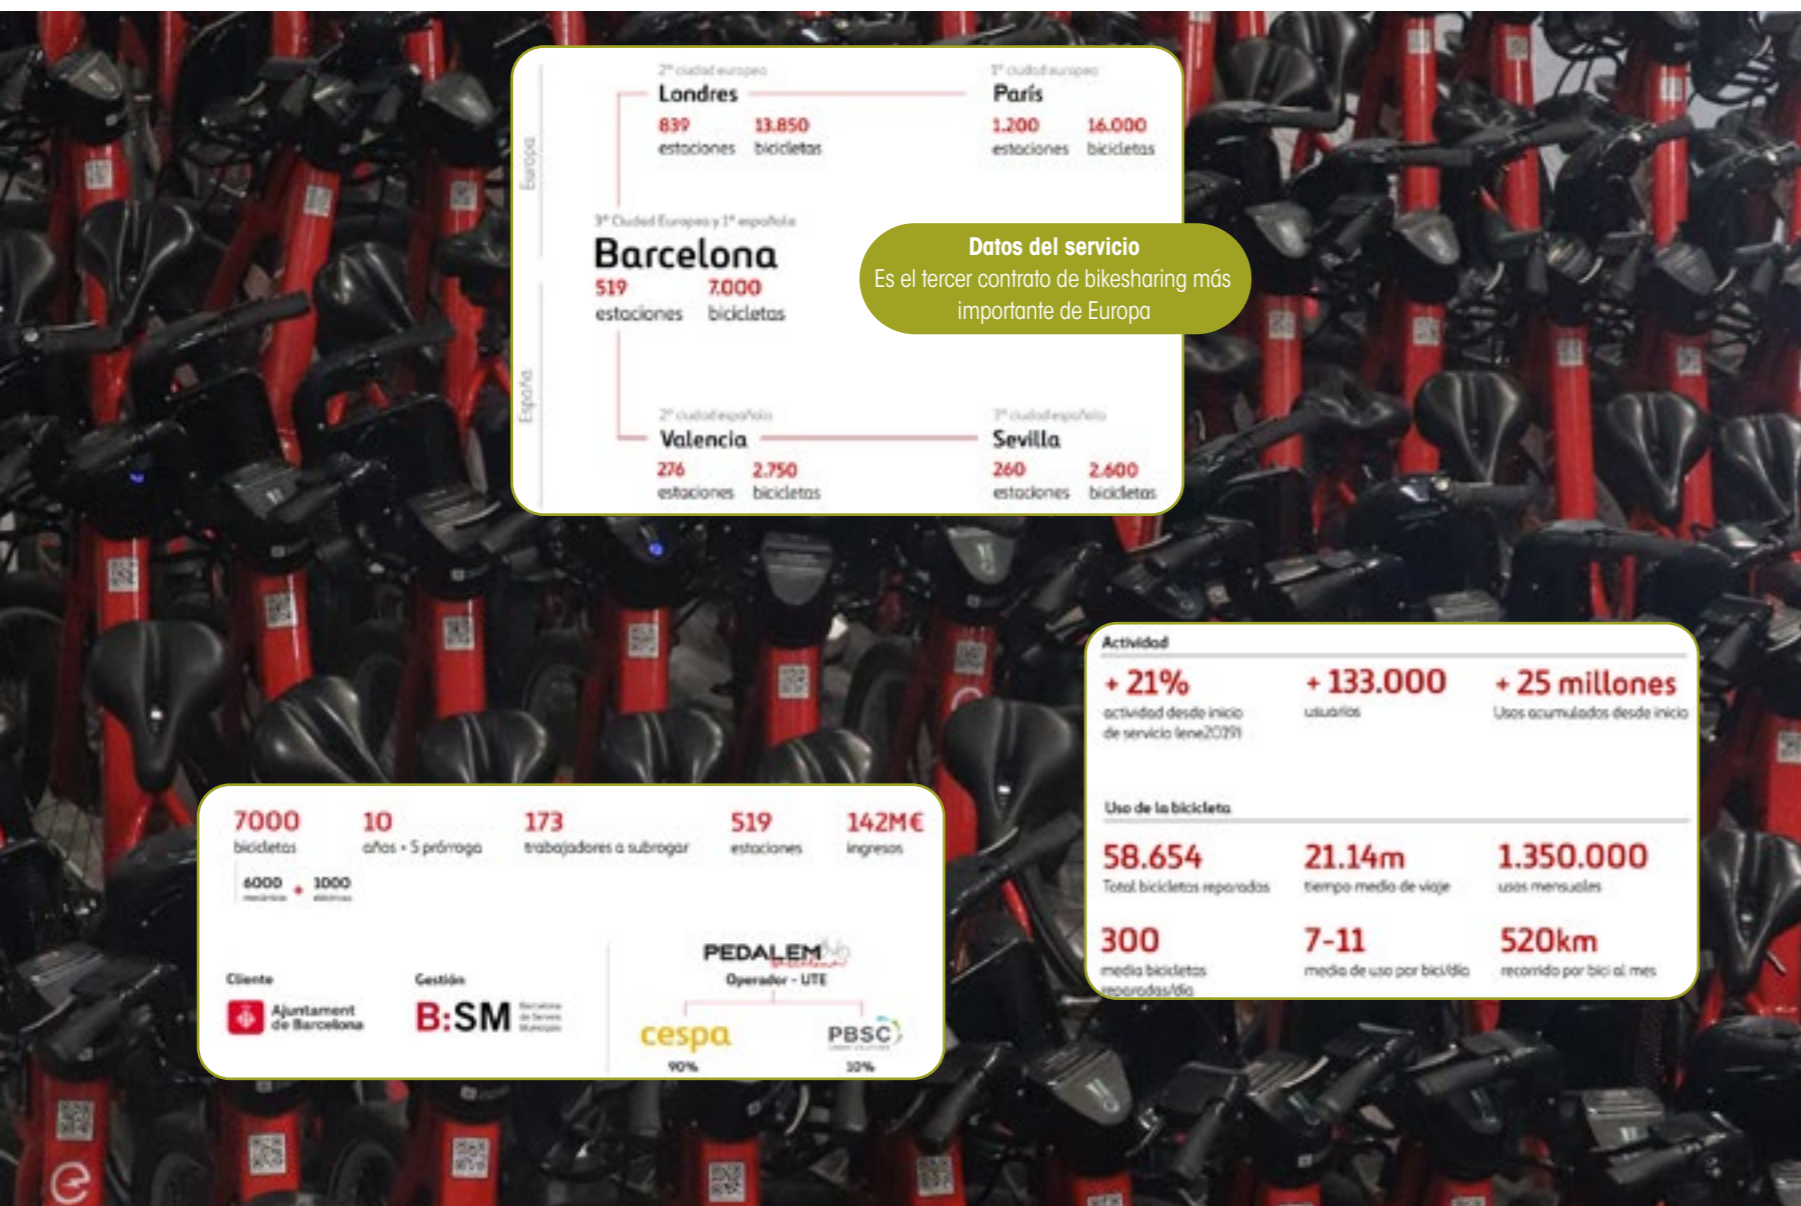 2ª ciudad europea
Londres
839 13.850
estaciones bicicletas
1ª ciudad europea
París
1.200 16.000
estaciones bicicletas
Europa
3ª Ciudad Europea y 1ª española
Barcelona
519 7.000
estaciones bicicletas
Datos del servicio
Es el tercer contrato de bikesharing más
importante de Europa
España
2ª ciudad española
Valencia
276 2.750
estaciones bicicletas
3ª ciudad española
Sevilla
260 2.600
estaciones bicicletas
Actividad
+ 21%
actividad desde inicio
de servicio (ene2019)
+ 133.000
usuarios
+ 25 millones
Usos acumulados desde inicio
Uso de la bicicleta
58.654
Total bicicletas reparadas
21.14m
tiempo medio de viaje
1.350.000
usos mensuales
300
media bicicletas
reparadas/día
7-11
media de uso por bici/día
520km
recorrido por bici al mes
7000
bicicletas
6000 + 1000
mecánicas eléctricas
10
años + 5 prórroga
173
trabajadores a subrogar
519
estaciones
142M€
ingresos
Cliente
Ajuntament
de Barcelona
Gestión
B:SM
Barcelona
de Serveis
Municipals
PEDALEM
Barcelona
Operador - UTE
cespa
90%
PBSC
10%